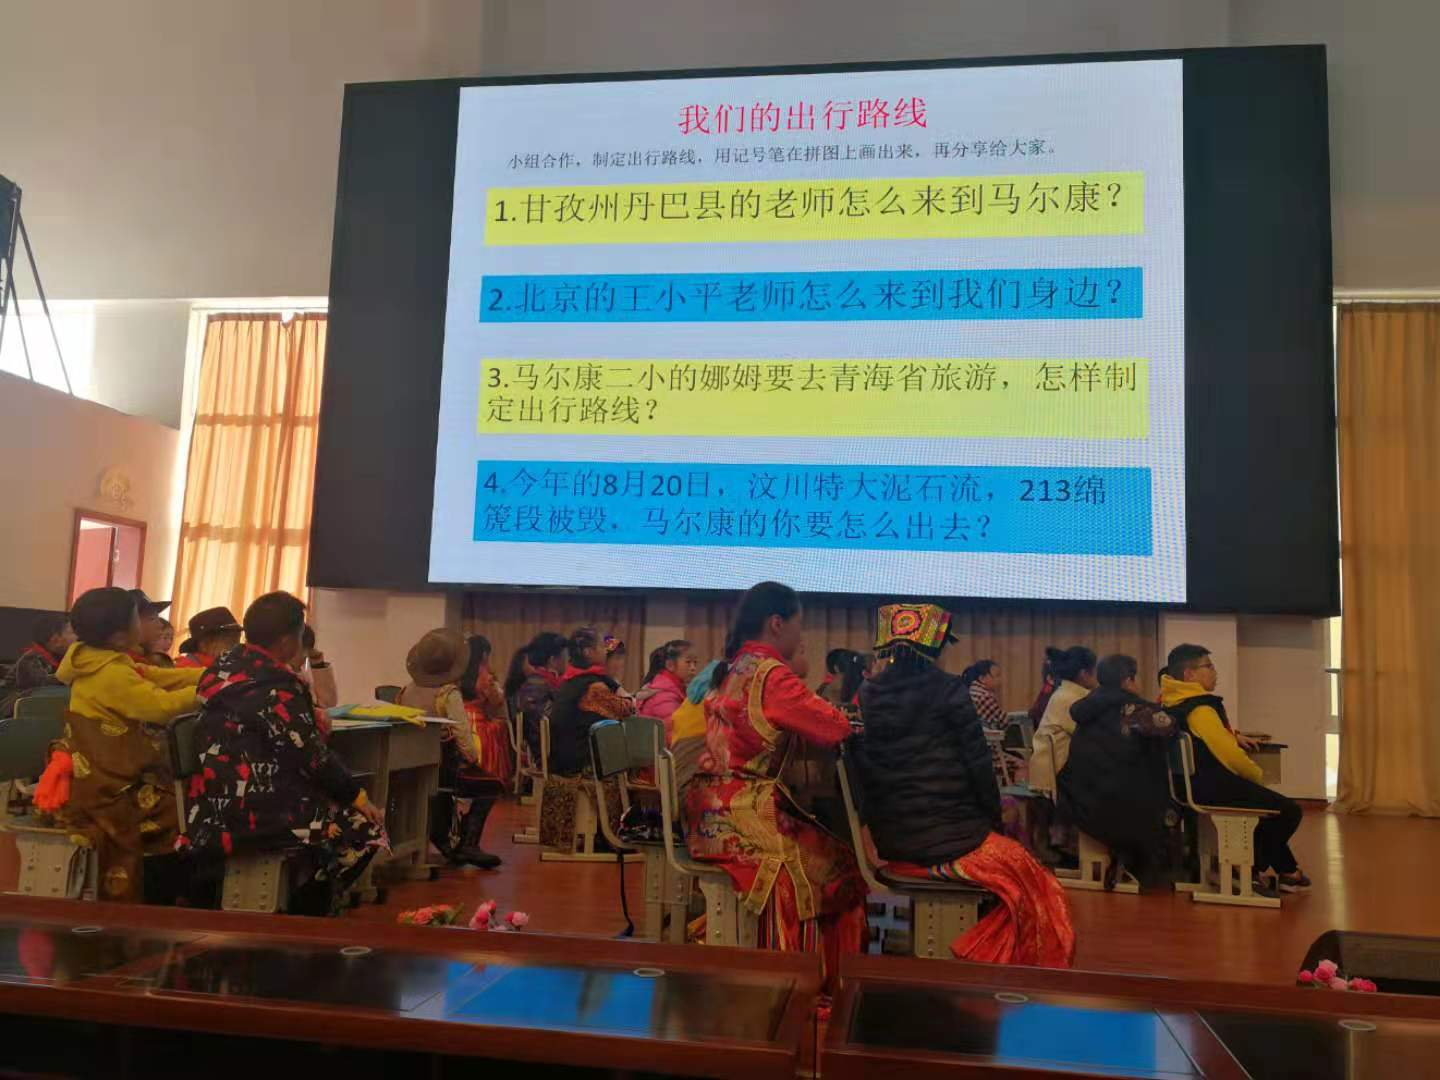 我们的出行路线
小组合作，制定出行路线，用记号笔在拼图上画出来，再分享给大家。
1.甘孜州丹巴县的老师怎么来到马尔康？
2.北京的王小平老师怎么来到我们身边？
3.马尔康二小的娜姆要去青海省旅游，怎样制
定出行路线？
4.今年的8月20日，汶川特大泥石流，213绵
虒段被毁．马尔康的你要怎么出去？